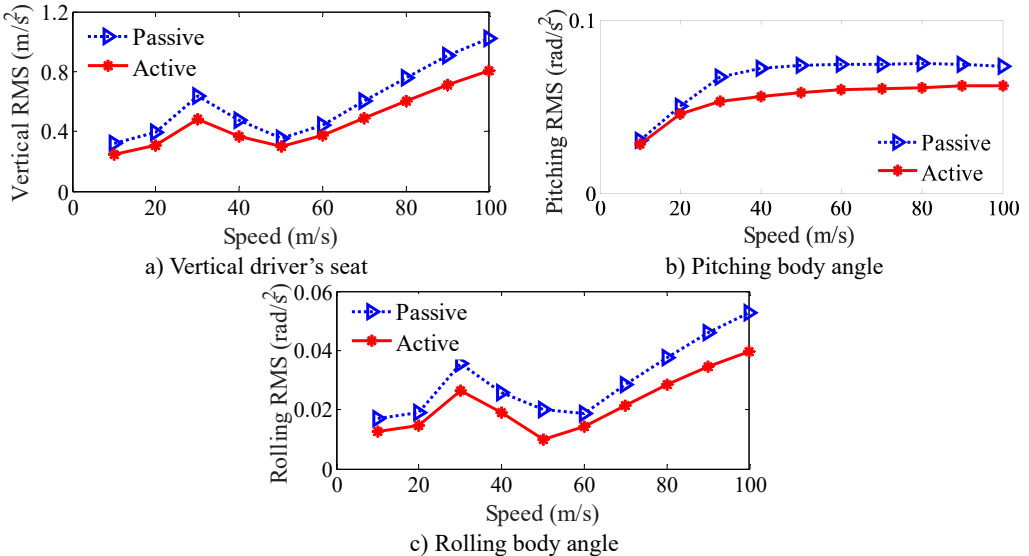 Vertical RMS (m/s²)
1.2
0.8
0.4
0
Passive
Active
0 20 40 60 80 100
Speed (m/s)
a) Vertical driver’s seat
Pitching RMS (rad/s²)
0.1
0
Passive
Active
0 20 40 60 80 100
Speed (m/s)
b) Pitching body angle
Rolling RMS (rad/s²)
0.06
0.04
0.02
0
Passive
Active
0 20 40 60 80 100
Speed (m/s)
c) Rolling body angle